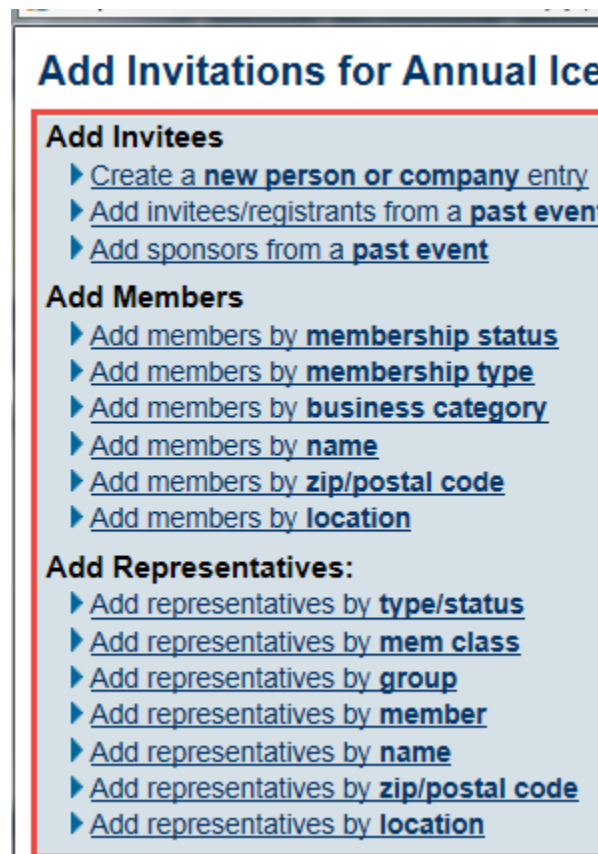 Add Invitations for Annual Ice
Add Invitees
Create a new person or company entry
Add invitees/registrants from a past event
Add sponsors from a past event
Add Members
Add members by membership status
Add members by membership type
Add members by business category
Add members by name
Add members by zip/postal code
Add members by location
Add Representatives:
Add representatives by type/status
Add representatives by mem class
Add representatives by group
Add representatives by member
Add representatives by name
Add representatives by zip/postal code
Add representatives by location